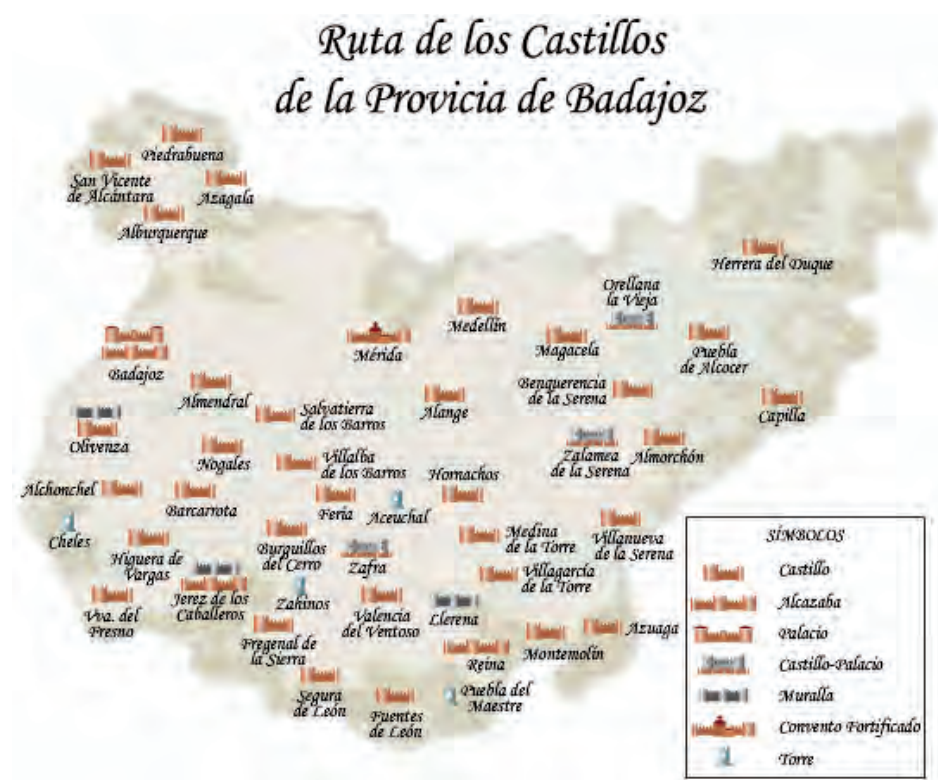 Ruta de los Castillos
de la Provicia de Badajoz
Piedrabuena
San Vicente
de Alcántara
Azagala
Alburquerque
Herrera del Duque
Orellana
la Vieja
Medellín
Mérida
Magacela
Puebla
de Alcocer
Badajoz
Almendral
Benquerencia
de la Serena
Salvatierra
de los Barros
Alange
Capilla
Olivenza
Nogales
Villalba
de los Barros
Hornachos
Zalamea
de la Serena
Almorchón
Alchonchel
Barcarrota
Feria
Aceuchal
Cheles
Higuera de
Vargas
Burguillos
del Cerro
Zafra
Medina
de la Torre
Villanueva
de la Serena
Villagarcía
de la Torre
Vva. del
Fresno
Jerez de los
Caballeros
Zahinos
Valencia
del Ventoso
Llerena
Fregenal de
la Sierra
Reina
Montemolín
Azuaga
Segura
de León
Fuentes
de León
Puebla del
Maestre
SÍMBOLOS
Castillo
Alcazaba
Palacio
Castillo-Palacio
Muralla
Convento Fortificado
Torre